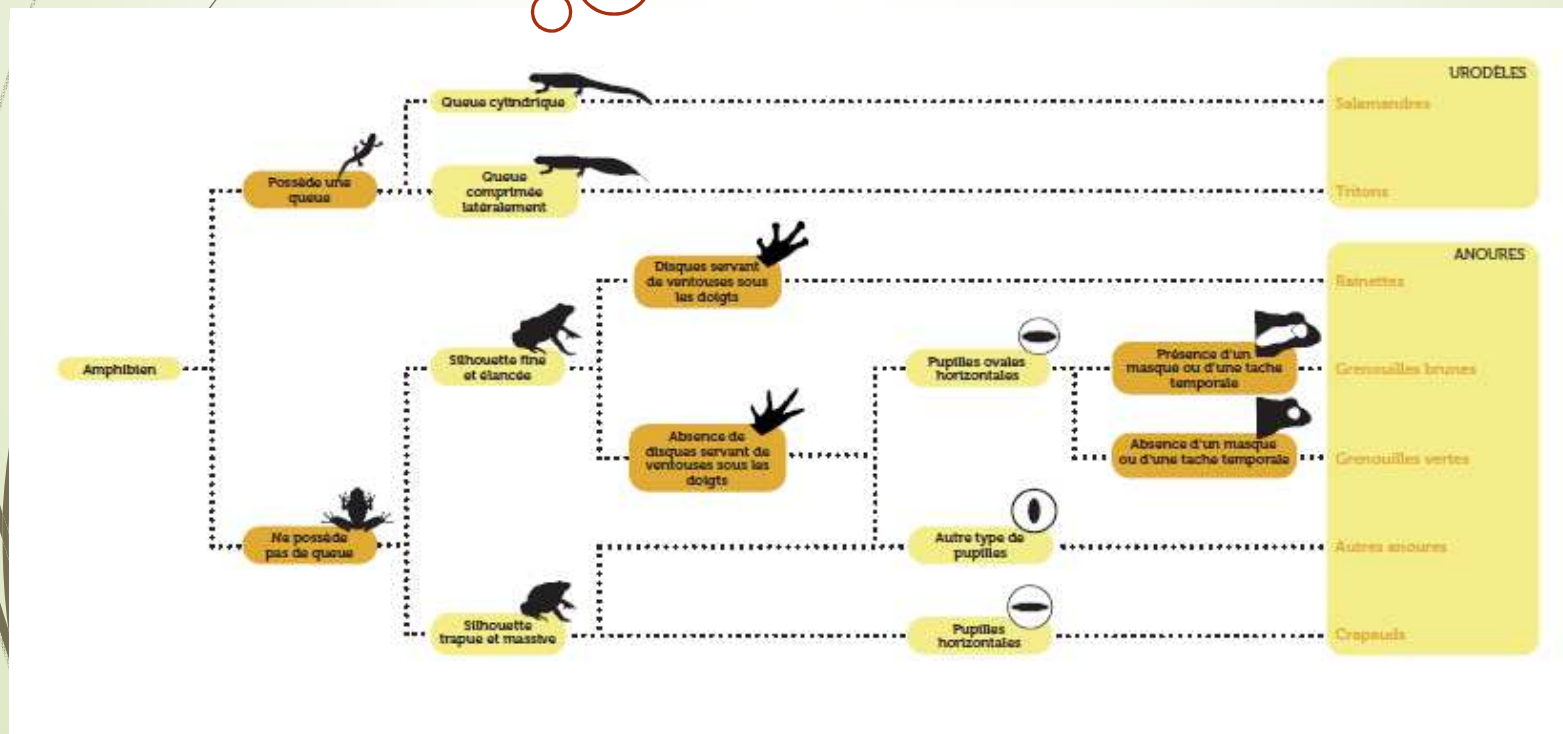 URODÈLES
Queue cylindrique
Salamandres
Possède une
queue
Queue
comprimée
latéralement
Tritons
ANOURES
Disques servant
de ventouses sous
les doigts
Rainettes
Amphibien
Silhouette fine
et élancée
Pupilles ovales
horizontales
Présence d'un
masque ou d'une tache
temporale
Grenouilles brunes
Absence de
disques servant de
ventouses sous les
doigts
Absence d'un masque
ou d'une tache temporale
Grenouilles vertes
Ne possède
pas de queue
Autre type de
pupilles
Autres anoures
Silhouette
trapue et massive
Pupilles
horizontales
Crapauds